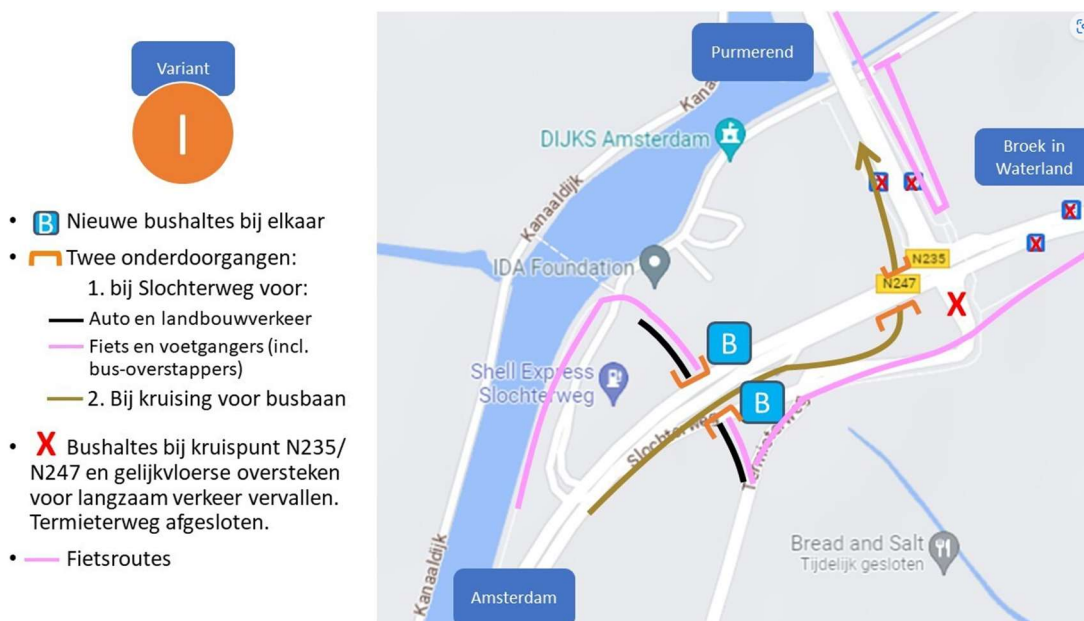 Variant
I
B Nieuwe bushaltes bij elkaar
Twee onderdoorgangen:
1. bij Slochterweg voor:
Auto en landbouwverkeer
Fiets en voetgangers (incl.
bus-overstappers)
2. Bij kruising voor busbaan
X Bushaltes bij kruispunt N235/
N247 en gelijkvloerse oversteken
voor langzaam verkeer vervallen.
Termieterweg afgesloten.
Fietsroutes
Purmerend
Kanaaldijk
DIJKS Amsterdam
Broek in
Waterland
Kanaaldijk
IDA Foundation
N235
N247
X
B
Shell Express
Slochterweg
B
Slochterweg
Termieterweg
Bread and Salt
Tijdelijk gesloten
Kanaaldijk
Amsterdam